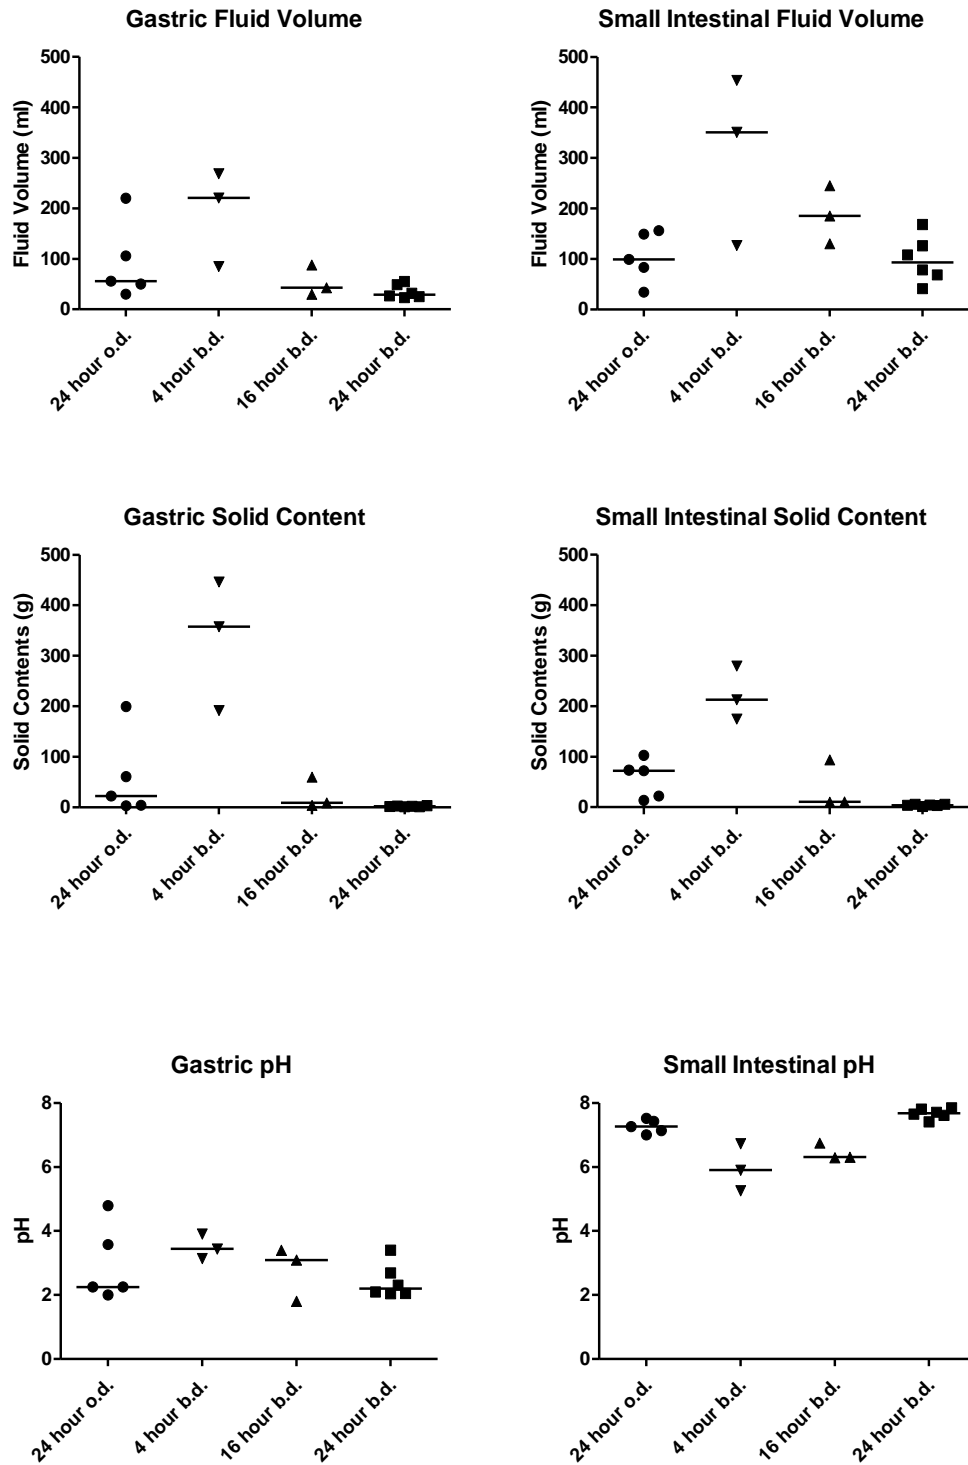 Gastric Fluid Volume
500
400
300
200
100
0
Fluid Volume (ml)
24 hour o.d.
4 hour b.d.
16 hour b.d.
24 hour b.d.
Small Intestinal Fluid Volume
500
400
300
200
100
0
Fluid Volume (ml)
24 hour o.d.
4 hour b.d.
16 hour b.d.
24 hour b.d.
Gastric Solid Content
500
400
300
200
100
0
Solid Contents (g)
24 hour o.d.
4 hour b.d.
16 hour b.d.
24 hour b.d.
Small Intestinal Solid Content
500
400
300
200
100
0
Solid Contents (g)
24 hour o.d.
4 hour b.d.
16 hour b.d.
24 hour b.d.
Gastric pH
8
6
4
2
0
pH
24 hour o.d.
4 hour b.d.
16 hour b.d.
24 hour b.d.
Small Intestinal pH
8
6
4
2
0
pH
24 hour o.d.
4 hour b.d.
16 hour b.d.
24 hour b.d.